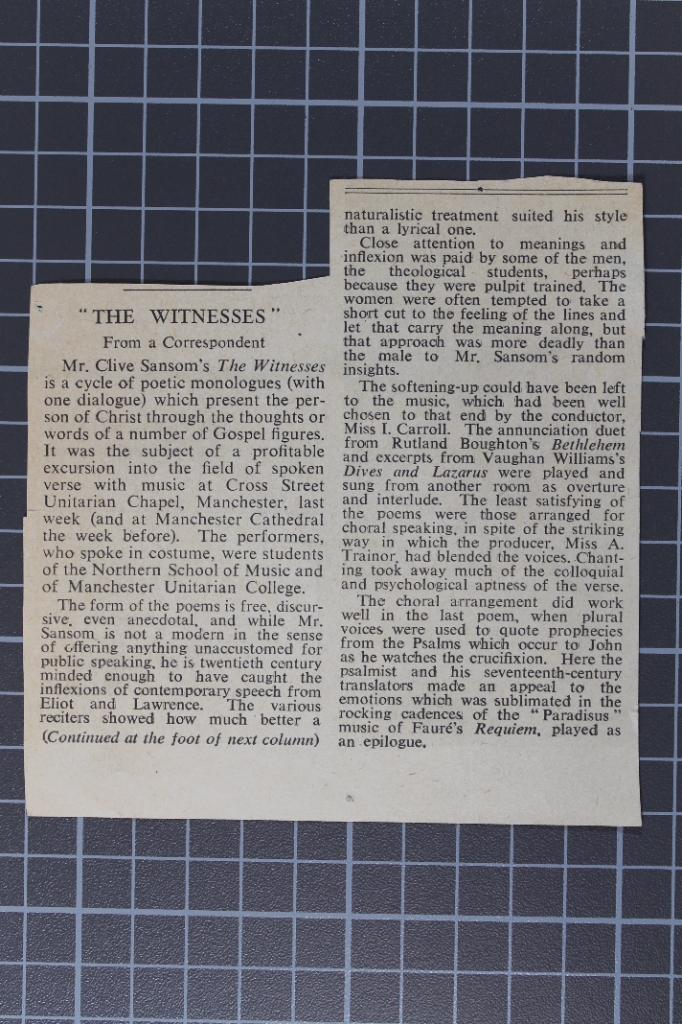 "THE WITNESSES"
From a Correspondent
Mr. Clive Sansom's The Witnesses
is a cycle of poetic monologues (with
one dialogue) which present the per-
son of Christ through the thoughts or
words of a number of Gospel figures.
It was the subject of a profitable
excursion into the field of spoken
verse with music at Cross Street
Unitarian Chapel, Manchester, last
week (and at Manchester Cathedral
the week before). The performers,
who spoke in costume, were students
of the Northern School of Music and
of Manchester Unitarian College.
The form of the poems is free, discur-
sive, even anecdotal, and while Mr.
Sansom is not a modern in the sense
of offering anything unaccustomed for
public speaking, he is twentieth century
minded enough to have caught the
inflexions of contemporary speech from
Eliot and Lawrence. The various
reciters showed how much better a
(Continued at the foot of next column)
naturalistic treatment suited his style
than a lyrical one.
Close attention to meanings and
inflexion was paid by some of the men,
the theological students, perhaps
because they were pulpit trained. The
women were often tempted to take a
short cut to the feeling of the lines and
let that carry the meaning along, but
that approach was more deadly than
the male to Mr. Sansom's random
insights.
The softening-up could have been left
to the music, which had been well
chosen to that end by the conductor,
Miss I. Carroll. The annunciation duet
from Rutland Boughton's Bethlehem
and excerpts from Vaughan Williams's
Dives and Lazarus were played and
sung from another room as overture
and interlude. The least satisfying of
the poems were those arranged for
choral speaking, in spite of the striking
way in which the producer, Miss A.
Trainor, had blended the voices. Chant-
ing took away much of the colloquial
and psychological aptness of the verse.
The choral arrangement did work
well in the last poem, when plural
voices were used to quote prophecies
from the Psalms which occur to John
as he watches the crucifixion. Here the
psalmist and his seventeenth-century
translators made an appeal to the
emotions which was sublimated in the
rocking cadences of the "Paradisus"
music of Fauré's Requiem, played as
an epilogue.